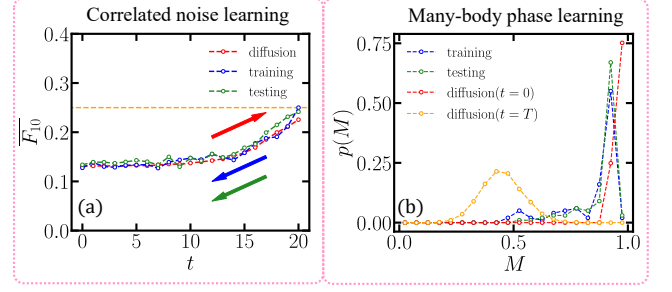 Correlated noise learning
0.4
0.3
0.2
0.1
0.0
F10
diffusion
training
testing
(a)
0
5
10
15
20
t
Many-body phase learning
0.75
0.50
0.25
0.00
p(M)
training
testing
diffusion(t = 0)
diffusion(t = T)
(b)
0.0
0.5
1.0
M